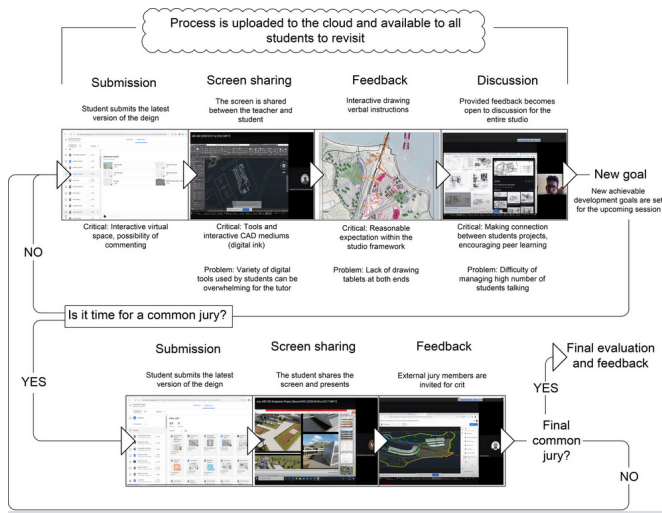 Process is uploaded to the cloud and available to all
students to revisit
Submission
Student submits the latest
version of the deign
Screen sharing
The screen is shared
between the teacher and
student
Feedback
Interactive drawing
verbal instructions
Discussion
Provided feedback becomes
open to discussion for the
entire studio
New goal
New achievable
development goals are set
for the upcoming session
Critical: Interactive virtual
space, possibility of
commenting
Critical: Tools and
interactive CAD mediums
(digital ink)
Problem: Variety of digital
tools used by students can be
overwhelming for the tutor
Critical: Reasonable
expectation within the
studio framework
Problem: Lack of drawing
tablets at both ends
Critical: Making connection
between students projects,
encouraging peer learning
Problem: Difficulty of
managing high number of
students talking
NO
Is it time for a common jury?
YES
Submission
Student submits the latest
version of the deign
Screen sharing
The student shares the
screen and presents
Feedback
External jury members are
invited for crit
Final evaluation
and feedback
YES
Final
common
jury?
NO